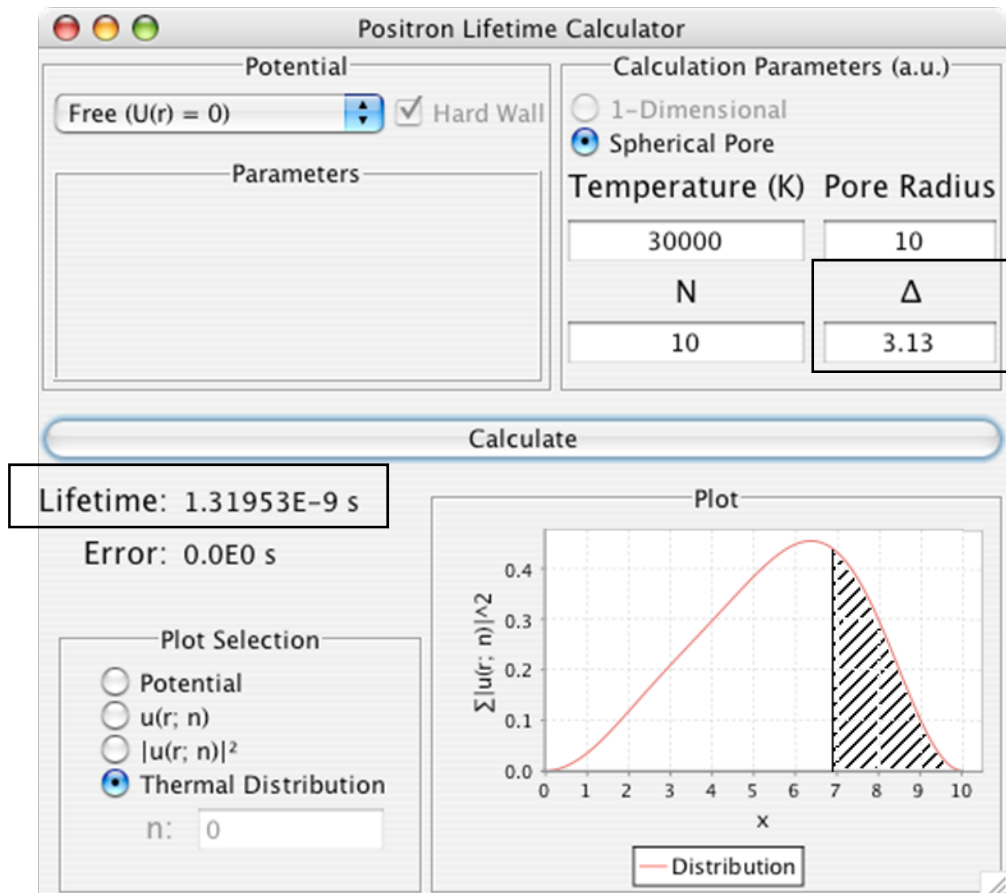 Positron Lifetime Calculator
Potential
Free (U(r) = 0)
Hard Wall
Parameters
Calculation Parameters (a.u.)
1-Dimensional
Spherical Pore
Temperature (K) Pore Radius
30000 10
N Δ
10 3.13
Calculate
Lifetime: 1.31953E-9 s
Error: 0.0E0 s
Plot Selection
Potential
u(r; n)
|u(r; n)|²
Thermal Distribution
n: 0
Plot
Σ|u(r; n)|^2
0.4
0.3
0.2
0.1
0.0
0 1 2 3 4 5 6 7 8 9 10
x
Distribution